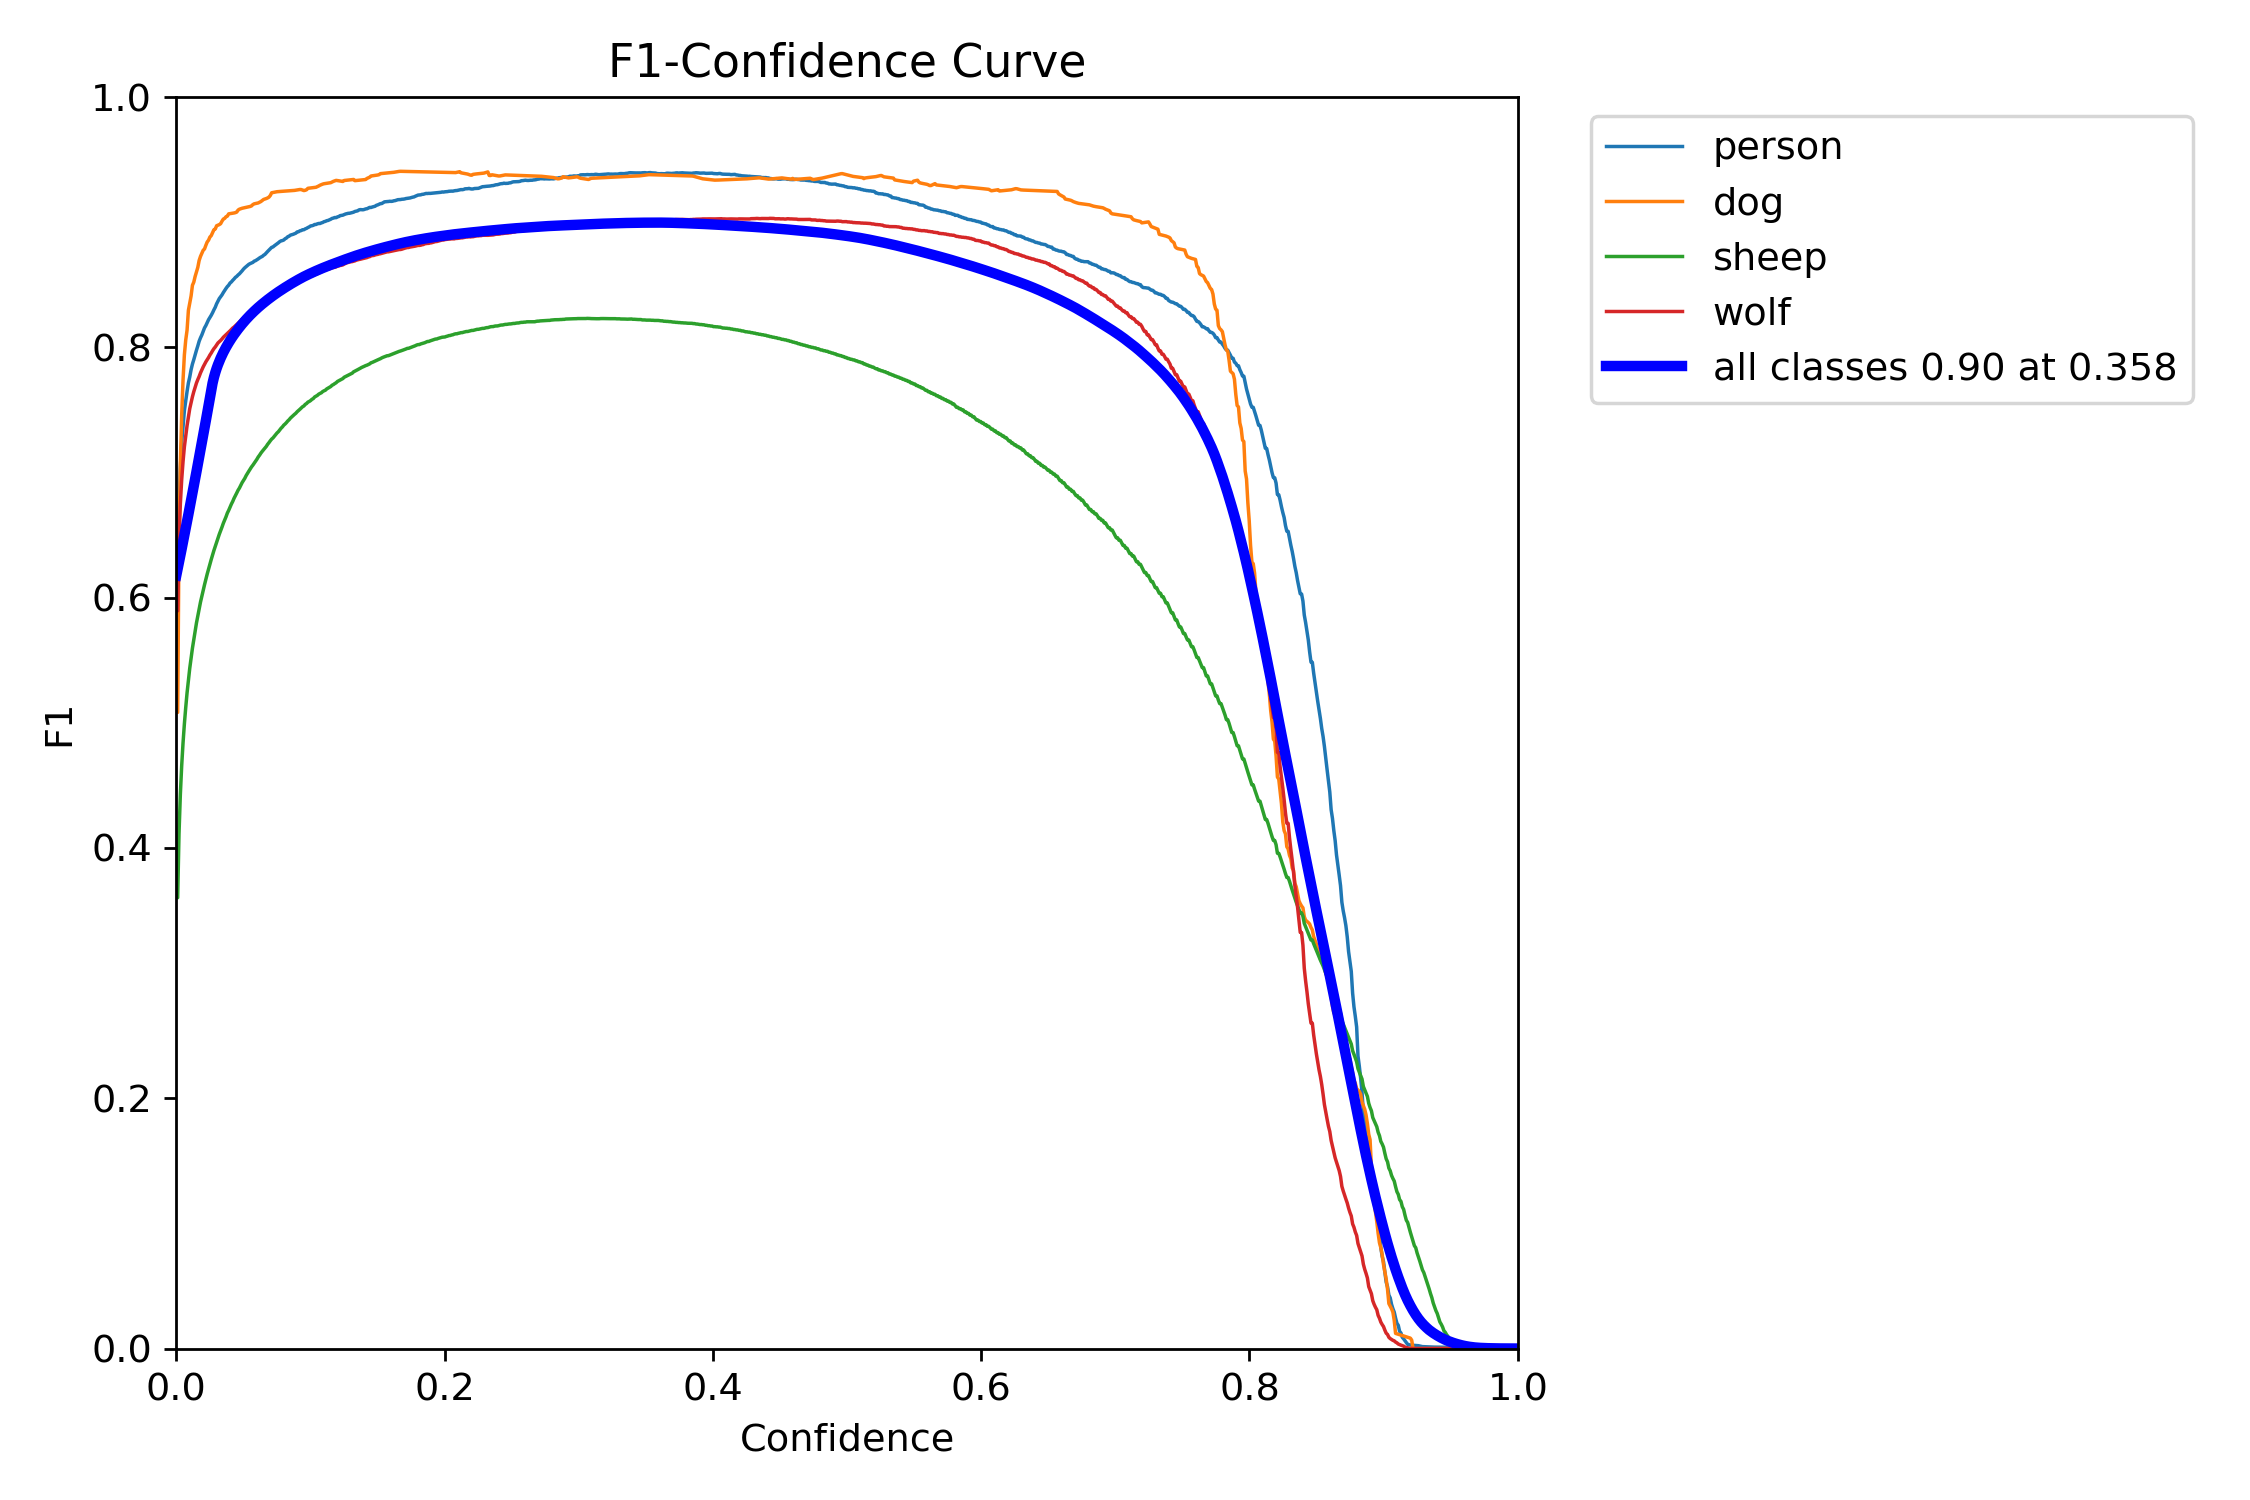 F1-Confidence Curve
1.0
0.8
0.6
0.4
0.2
0.0
F1
0.0 0.2 0.4 0.6 0.8 1.0
Confidence
person
dog
sheep
wolf
all classes 0.90 at 0.358